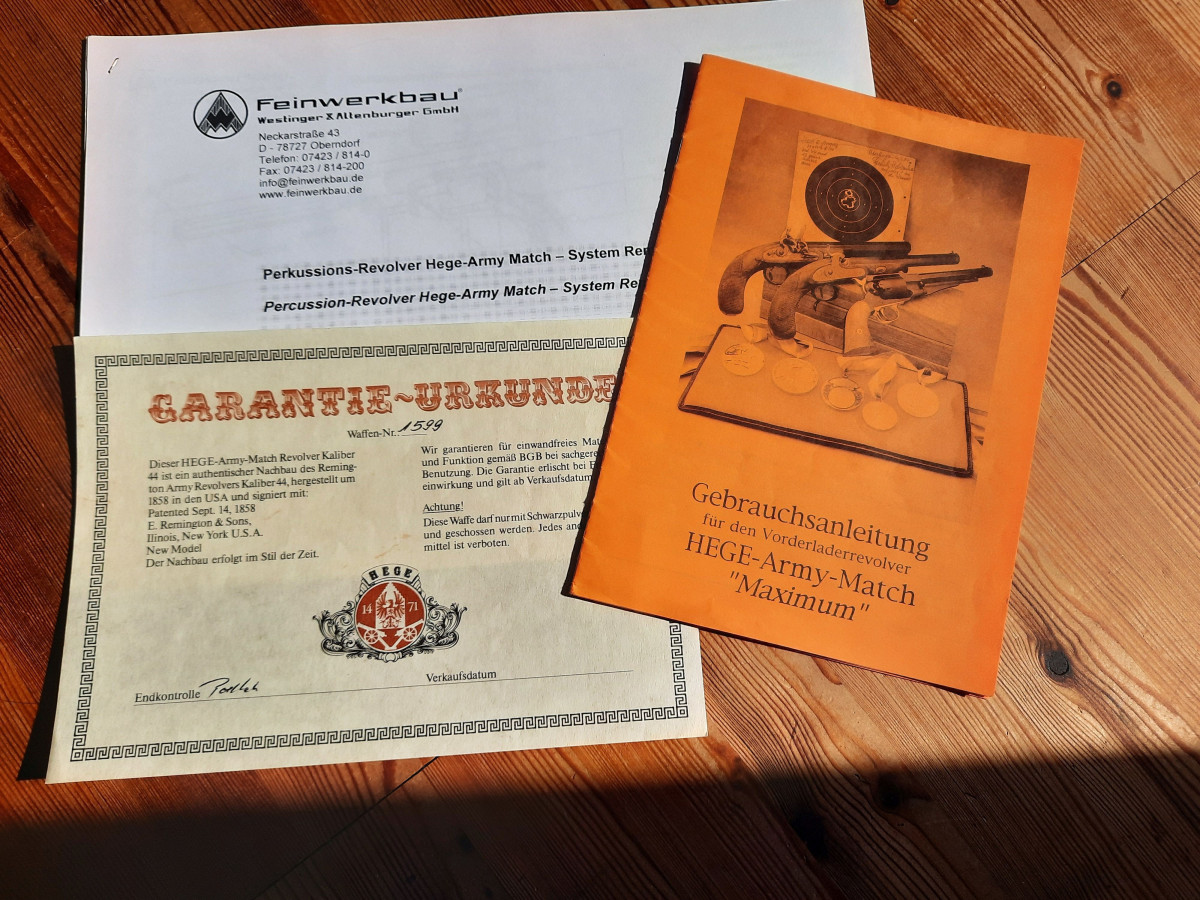 Feinwerkbau
Westinger & Altenburger GmbH
Neckarstraße 43
D - 78727 Oberndorf
Telefon: 07423 / 814-0
Fax: 07423 / 814-200
info@feinwerkbau.de
www.feinwerkbau.de
Perkussions-Revolver Hege-Army Match – System
Percussion-Revolver Hege-Army Match – System
GARANTIE~URKUNDE
Waffen-Nr. 1599
Dieser HEGE-Army-Match Revolver Kaliber
44 ist ein authentischer Nachbau des Reming-
ton Army Revolvers Kaliber 44, hergestellt um
1858 in den USA und signiert mit:
Patented Sept. 14, 1858
E. Remington & Sons,
Illinois, New York U.S.A.
New Model
Der Nachbau erfolgt im Stil der Zeit.
Wir garantieren für einwandfreies
und Funktion gemäß BGB bei
Benutzung. Die Garantie erlischt bei
einwirkung und gilt ab Verkaufsdatum
Achtung!
Diese Waffe darf nur mit
und geschossen werden. Jedes
mittel ist verboten.
HEGE
14 71
Endkontrolle
Verkaufsdatum
Gebrauchsanleitung
für den Vorderladerrevolver
HEGE-Army-Match
"Maximum"